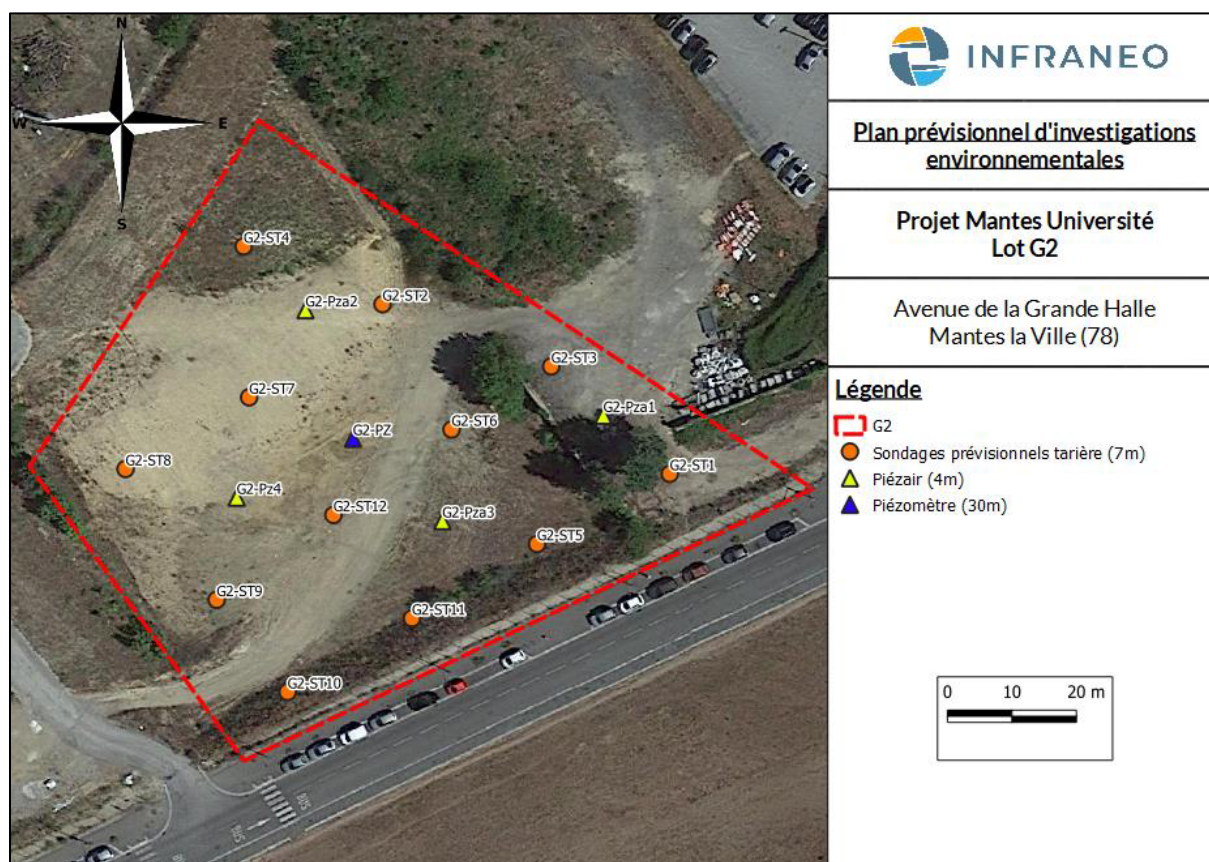 N
W
E
S
G2-ST4
G2-Pza2
G2-ST2
G2-ST3
G2-ST7
G2-Pza1
G2-PZ
G2-ST6
G2-ST8
G2-ST1
G2-Pz4
G2-ST12
G2-Pza3
G2-ST5
G2-ST9
G2-ST11
G2-ST10
BUS
BUS
INFRANEO
Plan prévisionnel d'investigations
environnementales
Projet Mantes Université
Lot G2
Avenue de la Grande Halle
Mantes la Ville (78)
Légende
G2
Sondages prévisionnels tarière (7m)
Piézair (4m)
Piézomètre (30m)
0 10 20 m